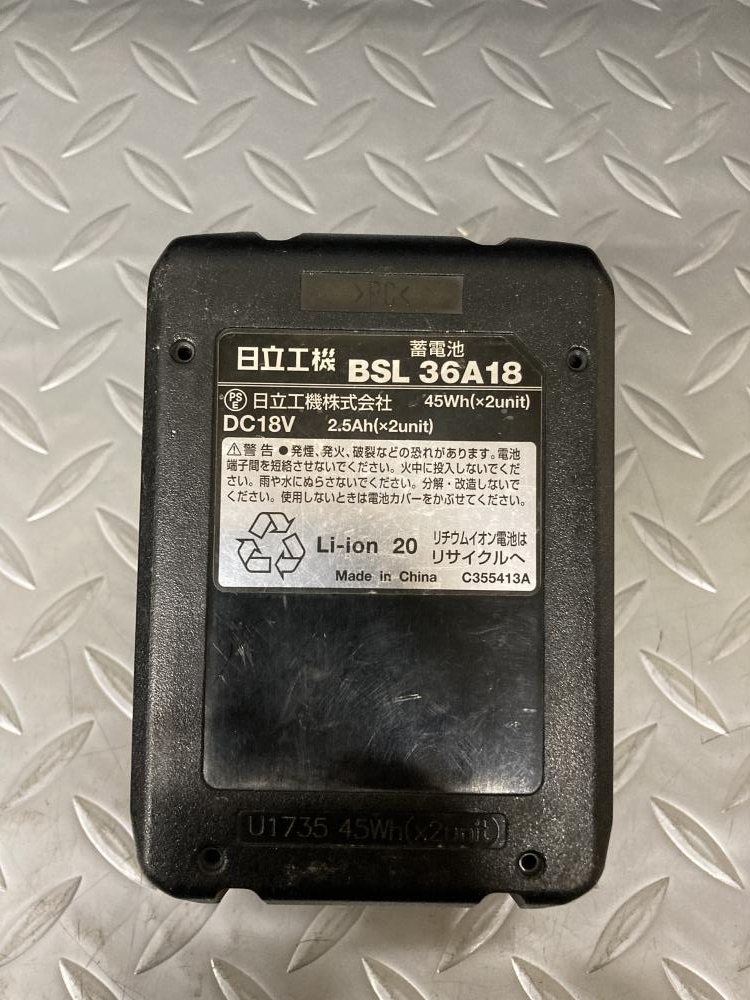 >PC<
蓄電池
日立工機 BSL 36A18
PSE 日立工機株式会社 45Wh(×2unit)
DC18V 2.5Ah(×2unit)
⚠警告 ●発煙、発火、破裂などの恐れがあります。電池
端子間を短絡させないでください。火中に投入しないでくだ
さい。雨や水にぬらさないでください。分解・改造しないで
ください。使用しないときは電池カバーをかぶせてください。
Li-ion 20 リチウムイオン電池は
リサイクルへ
Made in China C355413A
U1735 45Wh(x2unit)